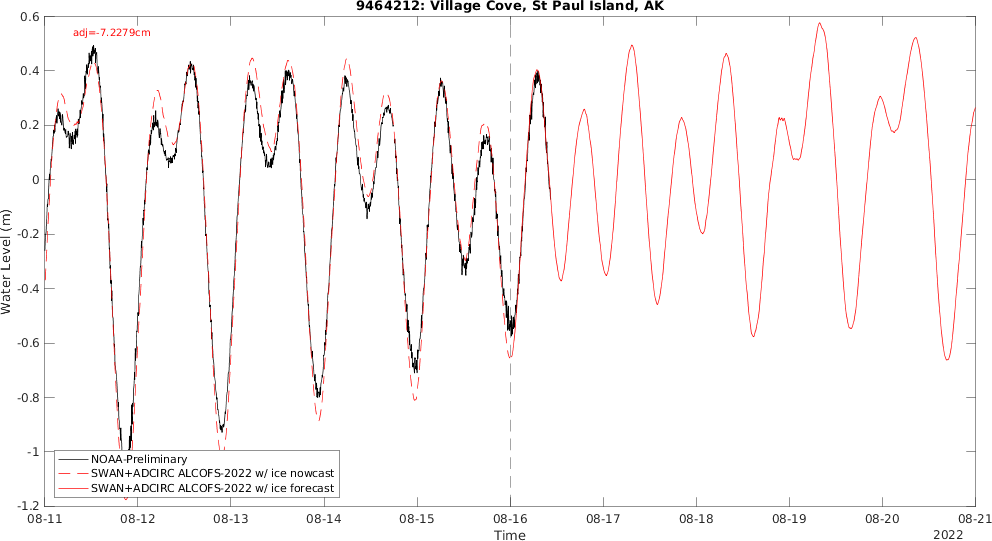 9464212: Village Cove, St Paul Island, AK
adj=-7.2279cm
0.6
0.4
0.2
0
-0.2
-0.4
-0.6
-0.8
-1
-1.2
Water Level (m)
NOAA-Preliminary
SWAN+ADCIRC ALCOFS-2022 w/ ice nowcast
SWAN+ADCIRC ALCOFS-2022 w/ ice forecast
08-11 08-12 08-13 08-14 08-15 08-16 08-17 08-18 08-19 08-20 08-21
Time
2022